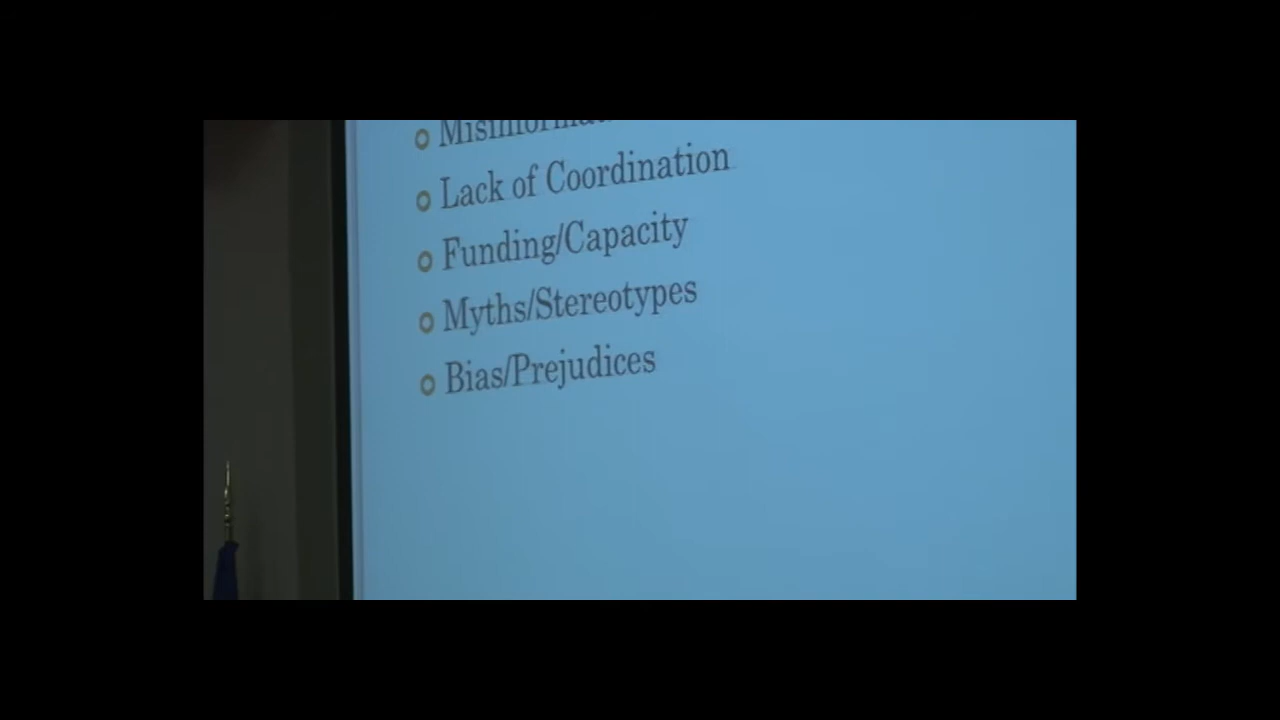 Lack of Coordination
Funding/Capacity
Myths/Stereotypes
Bias/Prejudices